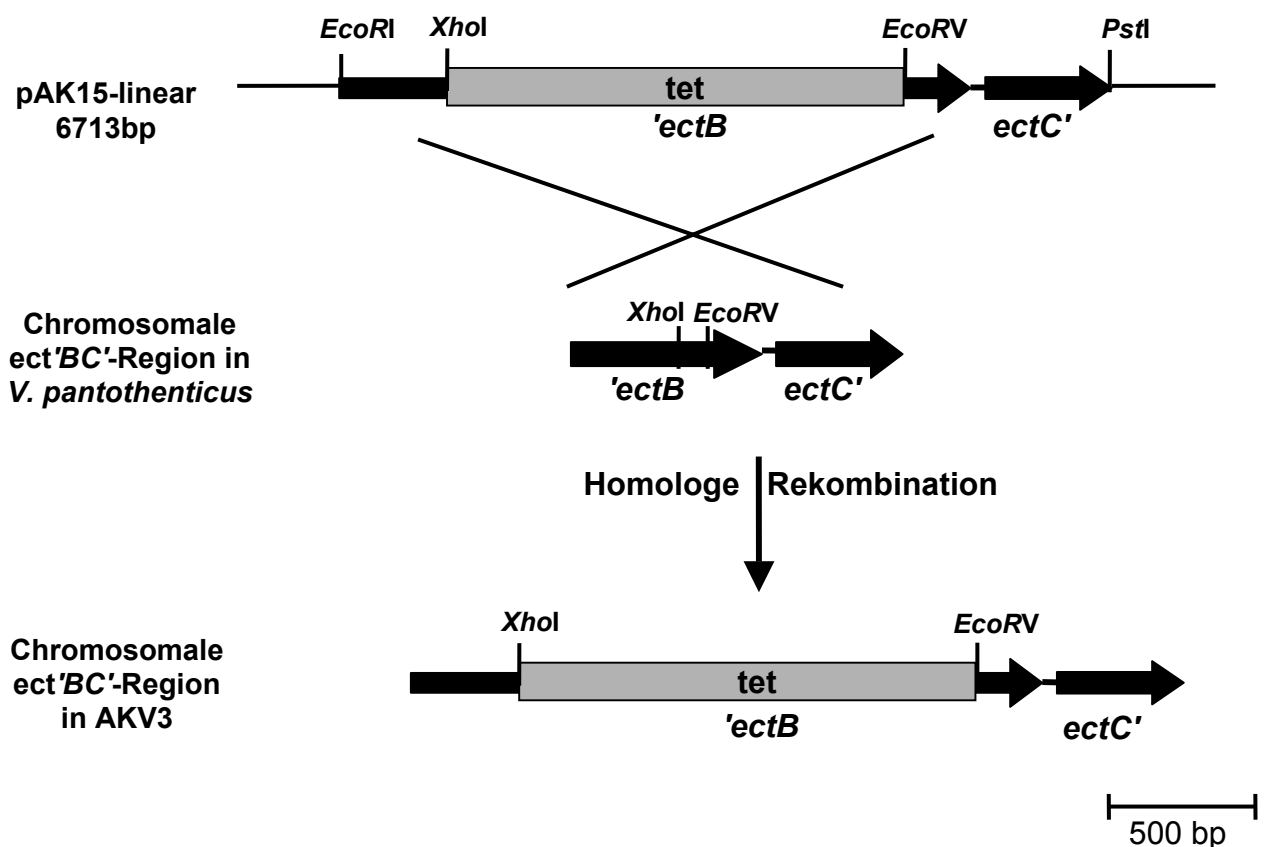 EcoRI XhoI EcoRV PstI
pAK15-linear
6713bp
tet
'ectB ectC'
XhoI EcoRV
Chromosomale
ect'BC'-Region in
V. pantothenticus
'ectB ectC'
Homologe Rekombination
XhoI EcoRV
Chromosomale
ect'BC'-Region
in AKV3
tet
'ectB ectC'
500 bp